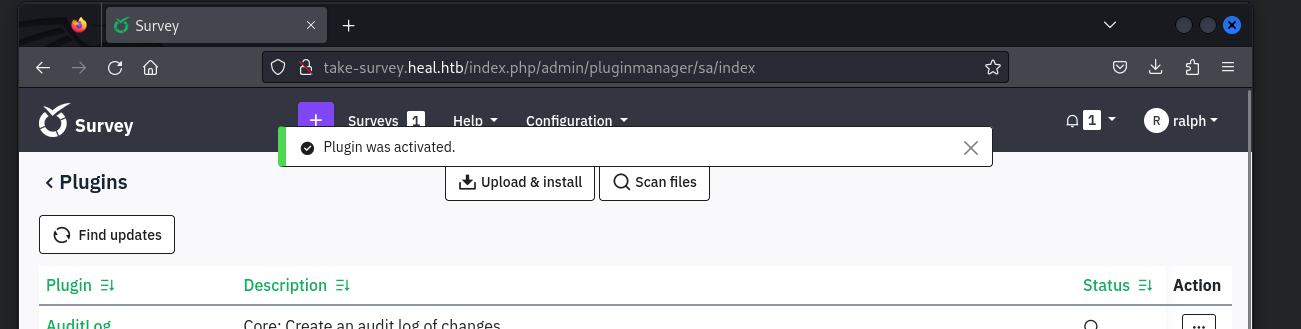 Survey
take-survey.heal.htb/index.php/admin/pluginmanager/sa/index
Survey
+ Surveys 1 Help Configuration 1 R ralph
Plugin was activated.
Plugins Upload & install Scan files
Find updates
Plugin Description Status Action
AuditLog Core: Create an audit log of changes ...